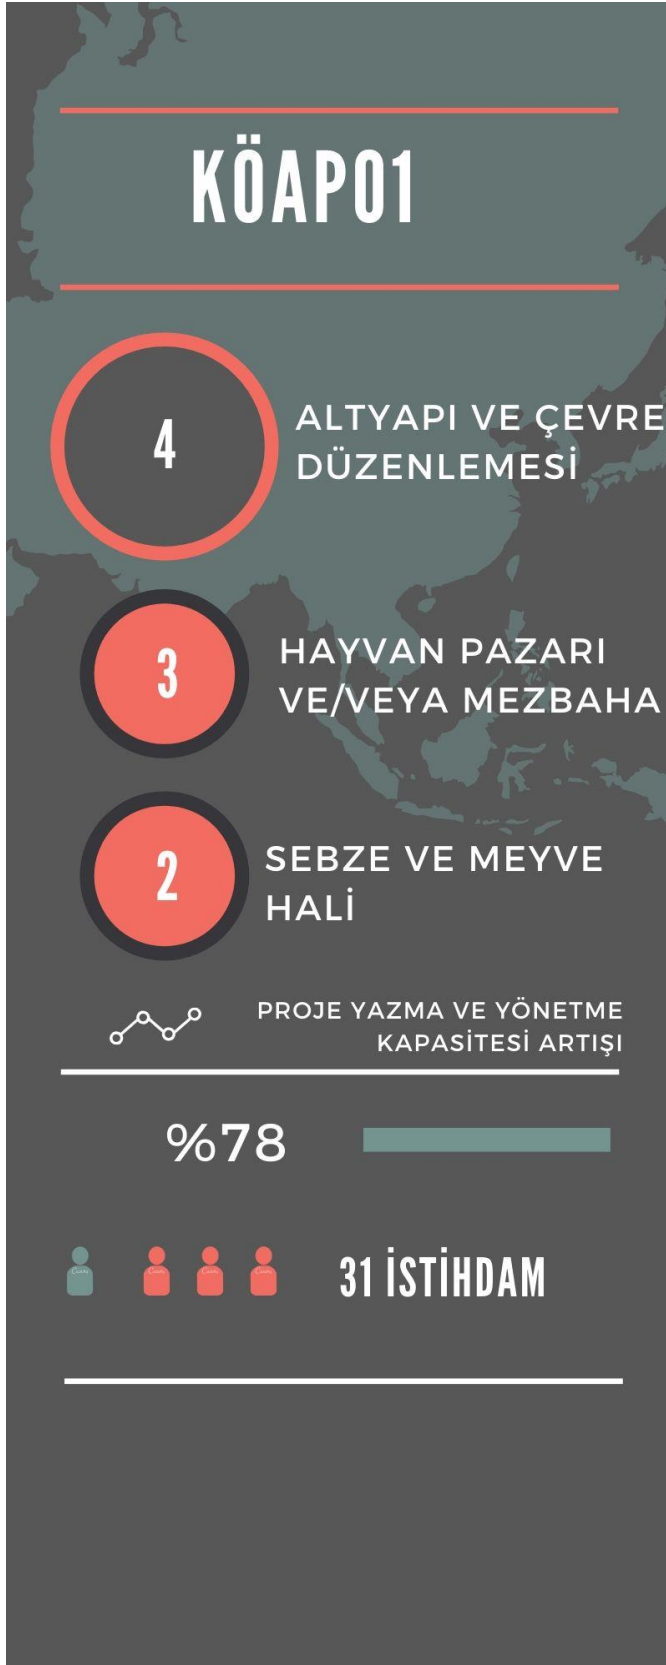 KÖAP01
4
ALTYAPI VE ÇEVRE
DÜZENLEMESİ
3
HAYVAN PAZARI
VE/VEYA MEZBAHA
2
SEBZE VE MEYVE
HALİ
PROJE YAZMA VE YÖNETME
KAPASİTESİ ARTIŞI
%78
31 İSTİHDAM